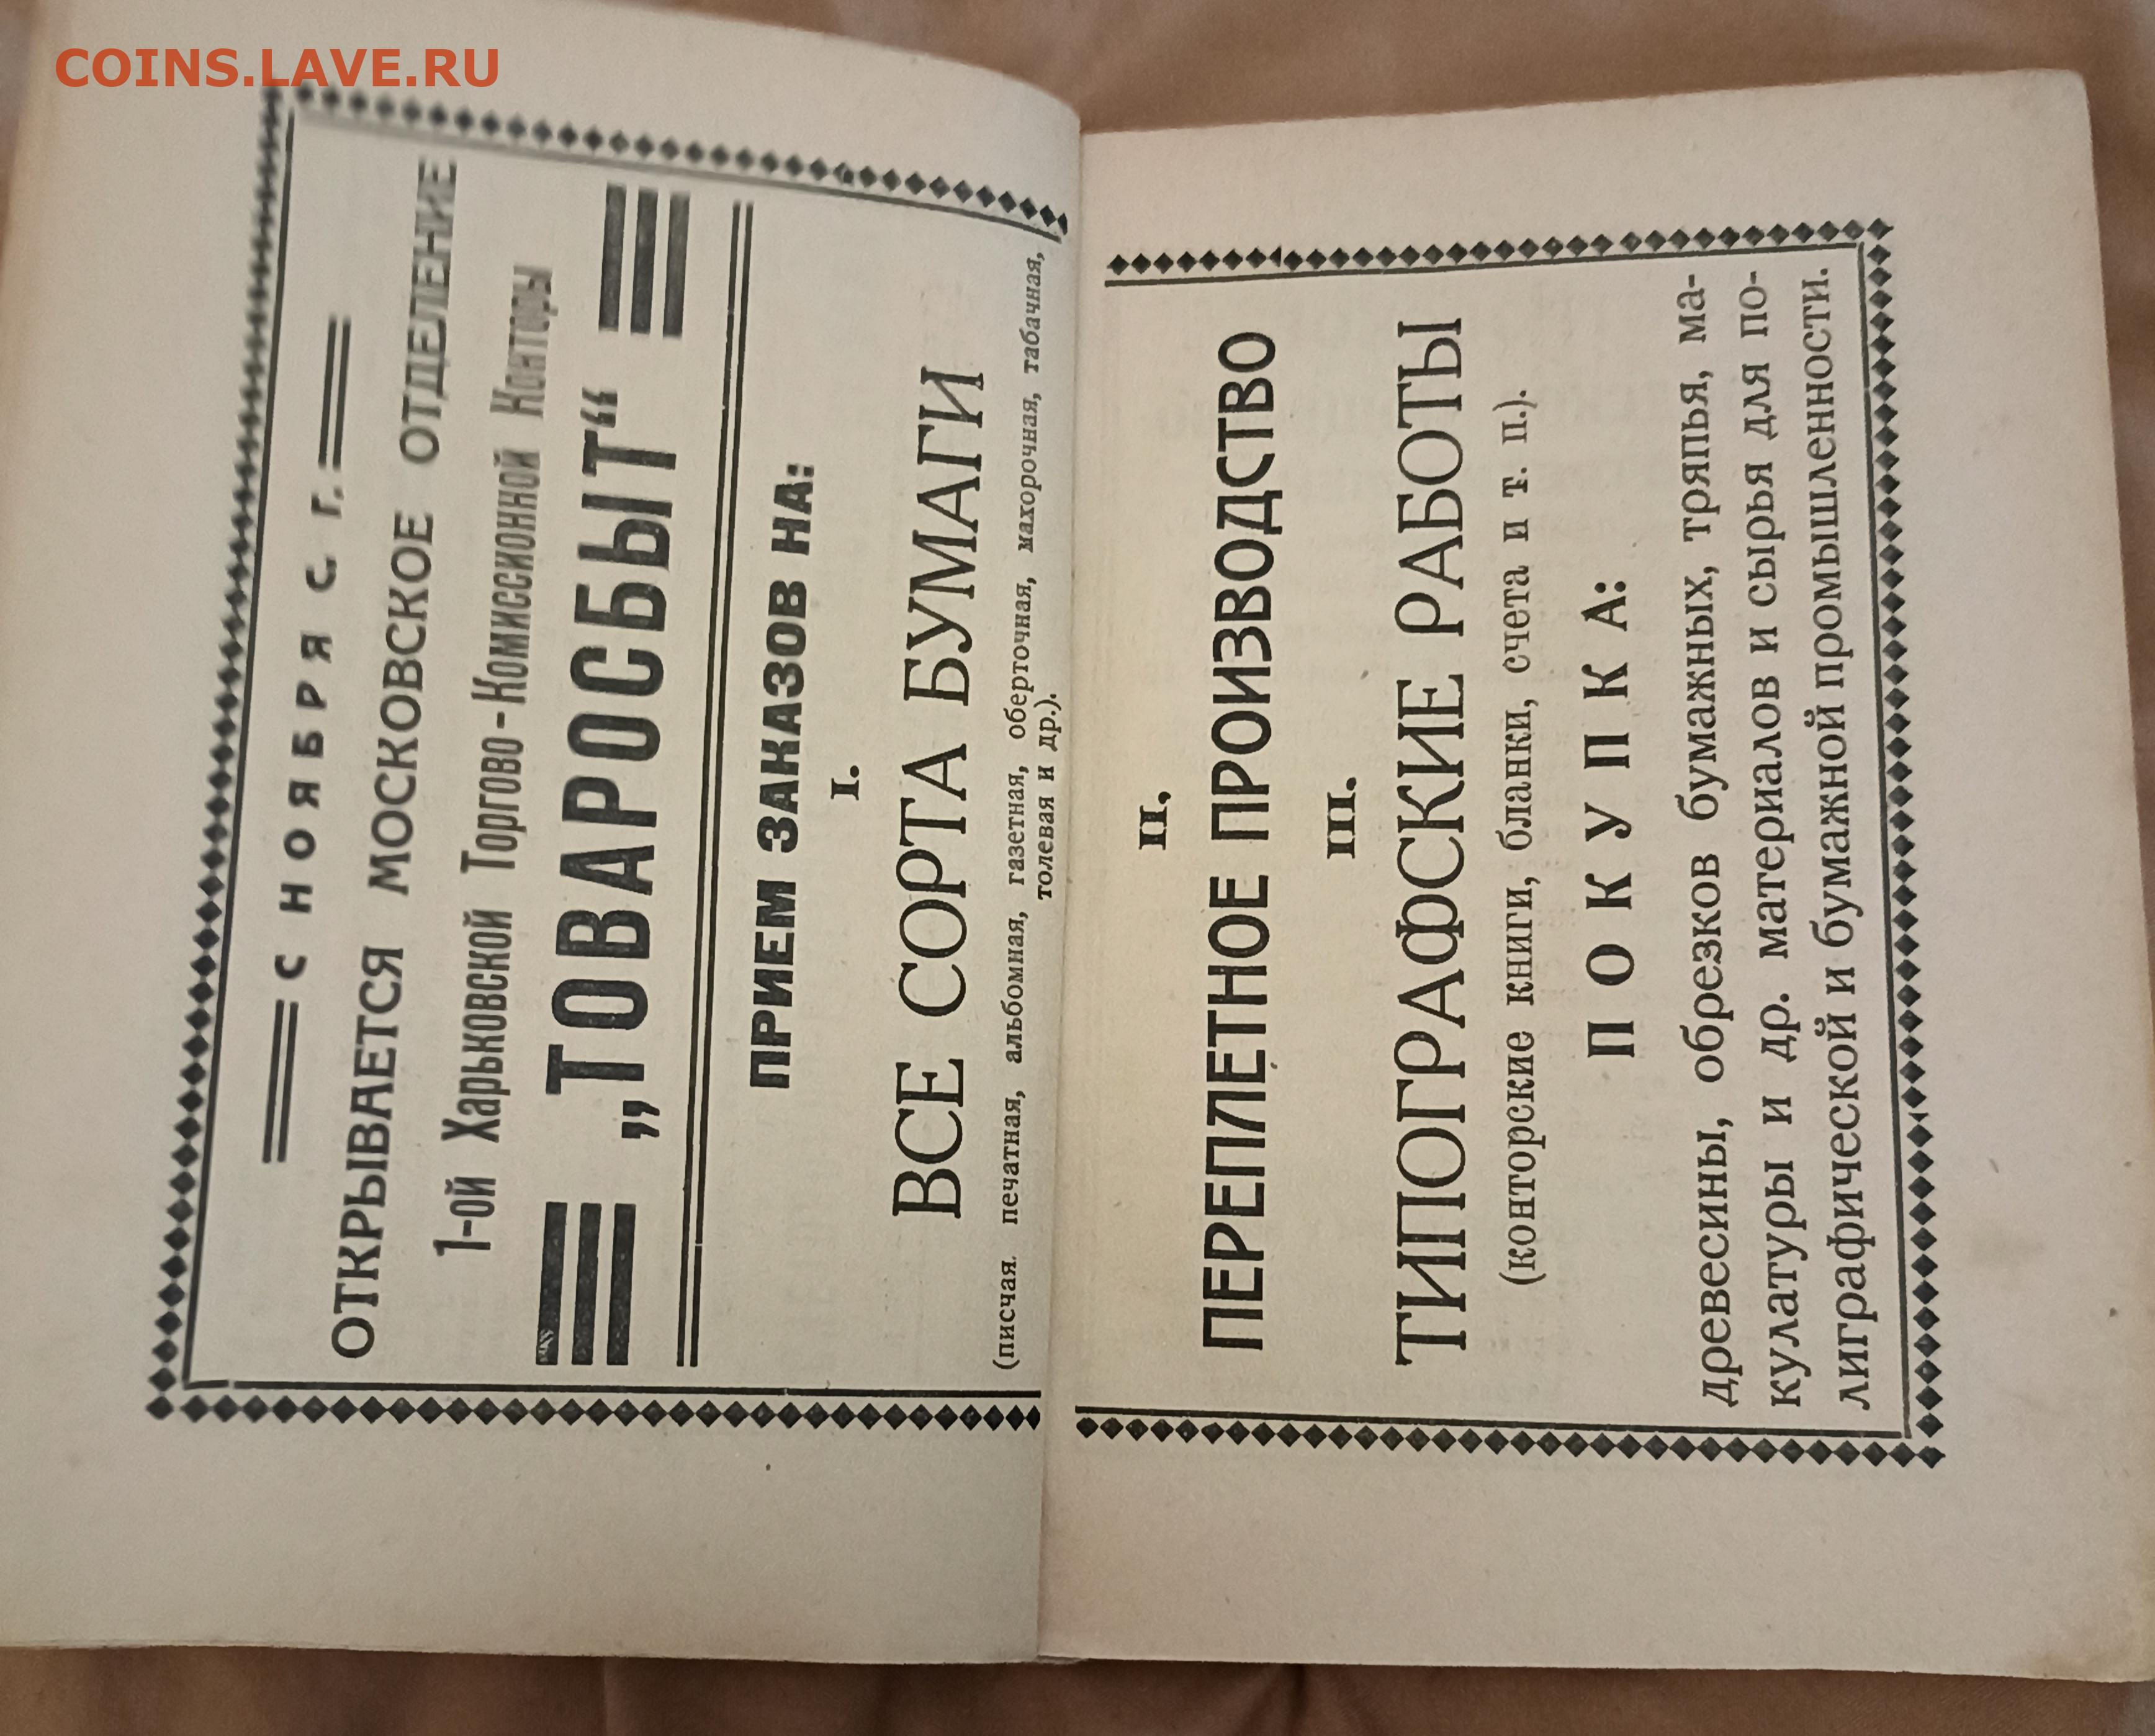 COINS.LAVE.RU
С НОЯБРЯ С. Г.
ОТКРЫВАЕТСЯ МОСКОВСКОЕ ОТДЕЛЕНИЕ
1-ой Харьковской Торгово-Комиссионной Конторы
„ТОВАРОСБЫТ“
ПРИЕМ ЗАКАЗОВ НА:
I.
ВСЕ СОРТА БУМАГИ
(писчая. печатная, альбомная, газетная, оберточная, махорочная, табачная,
толевая и др.).
II.
ПЕРЕПЛЕТНОЕ ПРОИЗВОДСТВО
III.
ТИПОГРАФСКИЕ РАБОТЫ
(конторские книги, бланки, счета и т. п.).
ПОКУПКА:
древесины, обрезков бумажных, тряпья, ма-
кулатуры и др. материалов и сырья для по-
лиграфической и бумажной промышленности.